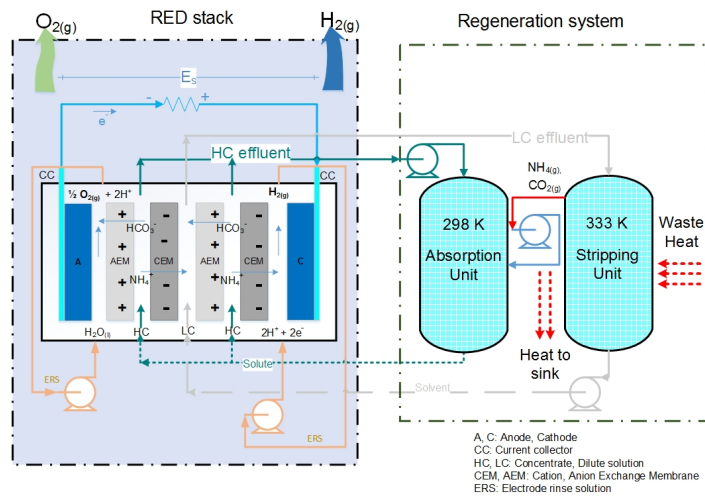 RED stack
Regeneration system
O2(g)
H2(g)
Es
- +
e-
HC effluent
LC effluent
CC
CC
½ O2(g) + 2H+
H2(g)
NH4(g),
CO2(g)
HCO3-
HCO3-
A
AEM
CEM
AEM
CEM
C
+ + + +
- - - -
+ + + +
- - - -
NH4+
NH4+
H2O(l)
HC
LC
HC
2H+ + 2e-
298 K
Absorption
Unit
333 K
Stripping
Unit
Waste
Heat
Heat to
sink
Solute
Solvent
ERS
ERS
ERS
A, C: Anode, Cathode
CC: Current collector
HC, LC: Concentrate, Dilute solution
CEM, AEM: Cation, Anion Exchange Membrane
ERS: Electrode rinse solution